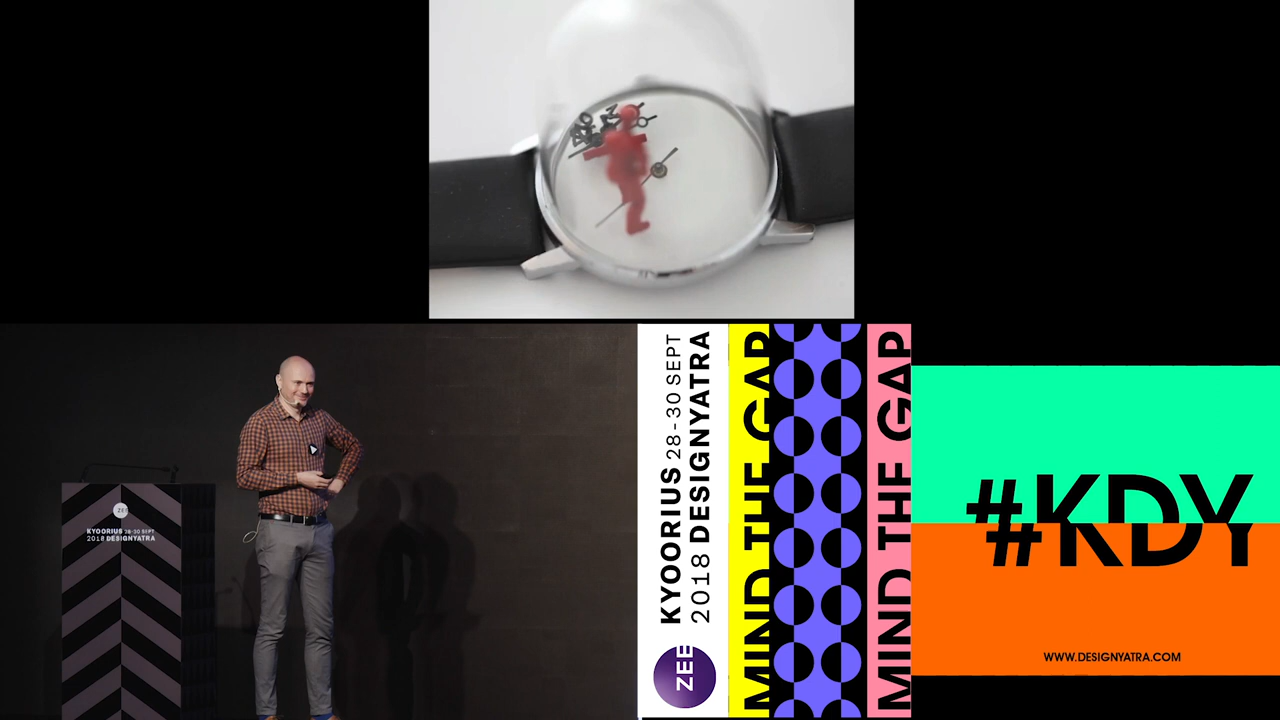 ZEE
KYOORIUS 28-30 SEPT
2018 DESIGNYATRA
KYOORIUS 28-30 SEPT
2018 DESIGNYATRA
ZEE
MIND THE GAP
MIND THE GAP
#KDY
WWW.DESIGNYATRA.COM